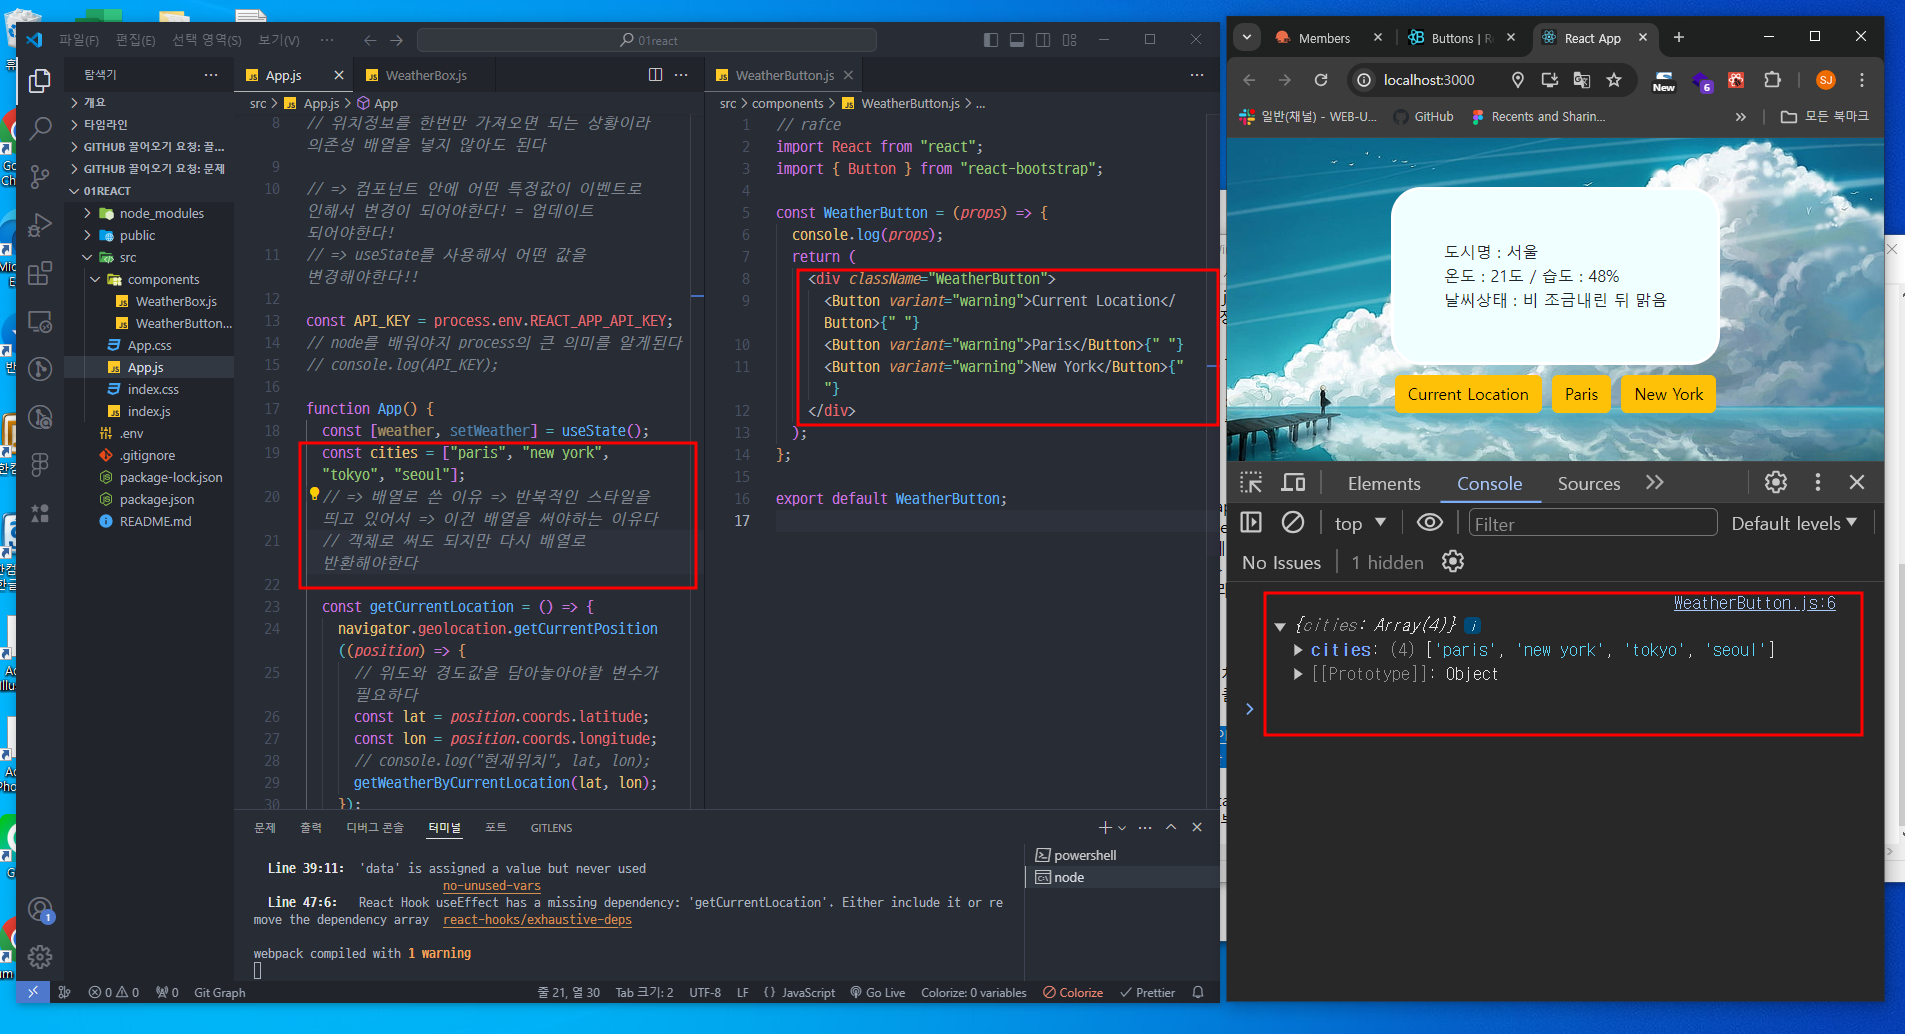 파일(F) 편집(E) 선택 영역(S) 보기(V) ··· 01react
탐색기 ···
개요
타임라인
GITHUB 끌어오기 요청: 끌...
GITHUB 끌어오기 요청: 문제
01REACT
node_modules
public
src
components
WeatherBox.js
WeatherButton...
App.css
App.js
index.css
index.js
.env
.gitignore
package-lock.json
package.json
README.md
App.js WeatherBox.js
src > App.js > App
8 // 위치정보를 한번만 가져오면 되는 상황이라
의존성 배열을 넣지 않아도 된다
9
10 // => 컴포넌트 안에 어떤 특정값이 이벤트로
인해서 변경이 되어야한다! = 업데이트
되어야한다!
11 // => useState를 사용해서 어떤 값을
변경해야한다!!
12
13 const API_KEY = process.env.REACT_APP_API_KEY;
14 // node를 배워야지 process의 큰 의미를 알게된다
15 // console.log(API_KEY);
16
17 function App() {
18 const [weather, setWeather] = useState();
19 const cities = ["paris", "new york",
"tokyo", "seoul"];
20 // => 배열로 쓴 이유 => 반복적인 스타일을
띄고 있어서 => 이건 배열을 써야하는 이유다
21 // 객체로 써도 되지만 다시 배열로
반환해야한다
22
23 const getCurrentLocation = () => {
24 navigator.geolocation.getCurrentPosition
((position) => {
25 // 위도와 경도값을 담아놓아야할 변수가
필요하다
26 const lat = position.coords.latitude;
27 const lon = position.coords.longitude;
28 // console.log("현재위치", lat, lon);
29 getWeatherByCurrentLocation(lat, lon);
30 });
WeatherButton.js
src > components > WeatherButton.js > ...
1 // rafce
2 import React from "react";
3 import { Button } from "react-bootstrap";
4
5 const WeatherButton = (props) => {
6 console.log(props);
7 return (
8 <div className="WeatherButton">
9 <Button variant="warning">Current Location</
Button>{" "}
10 <Button variant="warning">Paris</Button>{" "}
11 <Button variant="warning">New York</Button>{"
"}
12 </div>
13 );
14 };
15
16 export default WeatherButton;
17
문제 출력 디버그 콘솔 터미널 포트 GITLENS
Line 39:11: 'data' is assigned a value but never used
no-unused-vars
Line 47:6: React Hook useEffect has a missing dependency: 'getCurrentLocation'. Either include it or re
move the dependency array react-hooks/exhaustive-deps
webpack compiled with 1 warning
powershell
node
1
0 0 0 Git Graph 줄 21, 열 30 Tab 크기: 2 UTF-8 LF {} JavaScript Go Live Colorize: 0 variables Colorize Prettier
Members Buttons | R React App
localhost:3000 New 6 SJ
일반(채널) - WEB-U... GitHub Recents and Sharin... » 모든 북마크
도시명 : 서울
온도 : 21도 / 습도 : 48%
날씨상태 : 비 조금내린 뒤 맑음
Current Location Paris New York
Elements Console Sources
top Filter Default levels
No Issues 1 hidden
WeatherButton.js:6
{cities: Array(4)} i
cities: (4) ['paris', 'new york', 'tokyo', 'seoul']
[[Prototype]]: Object